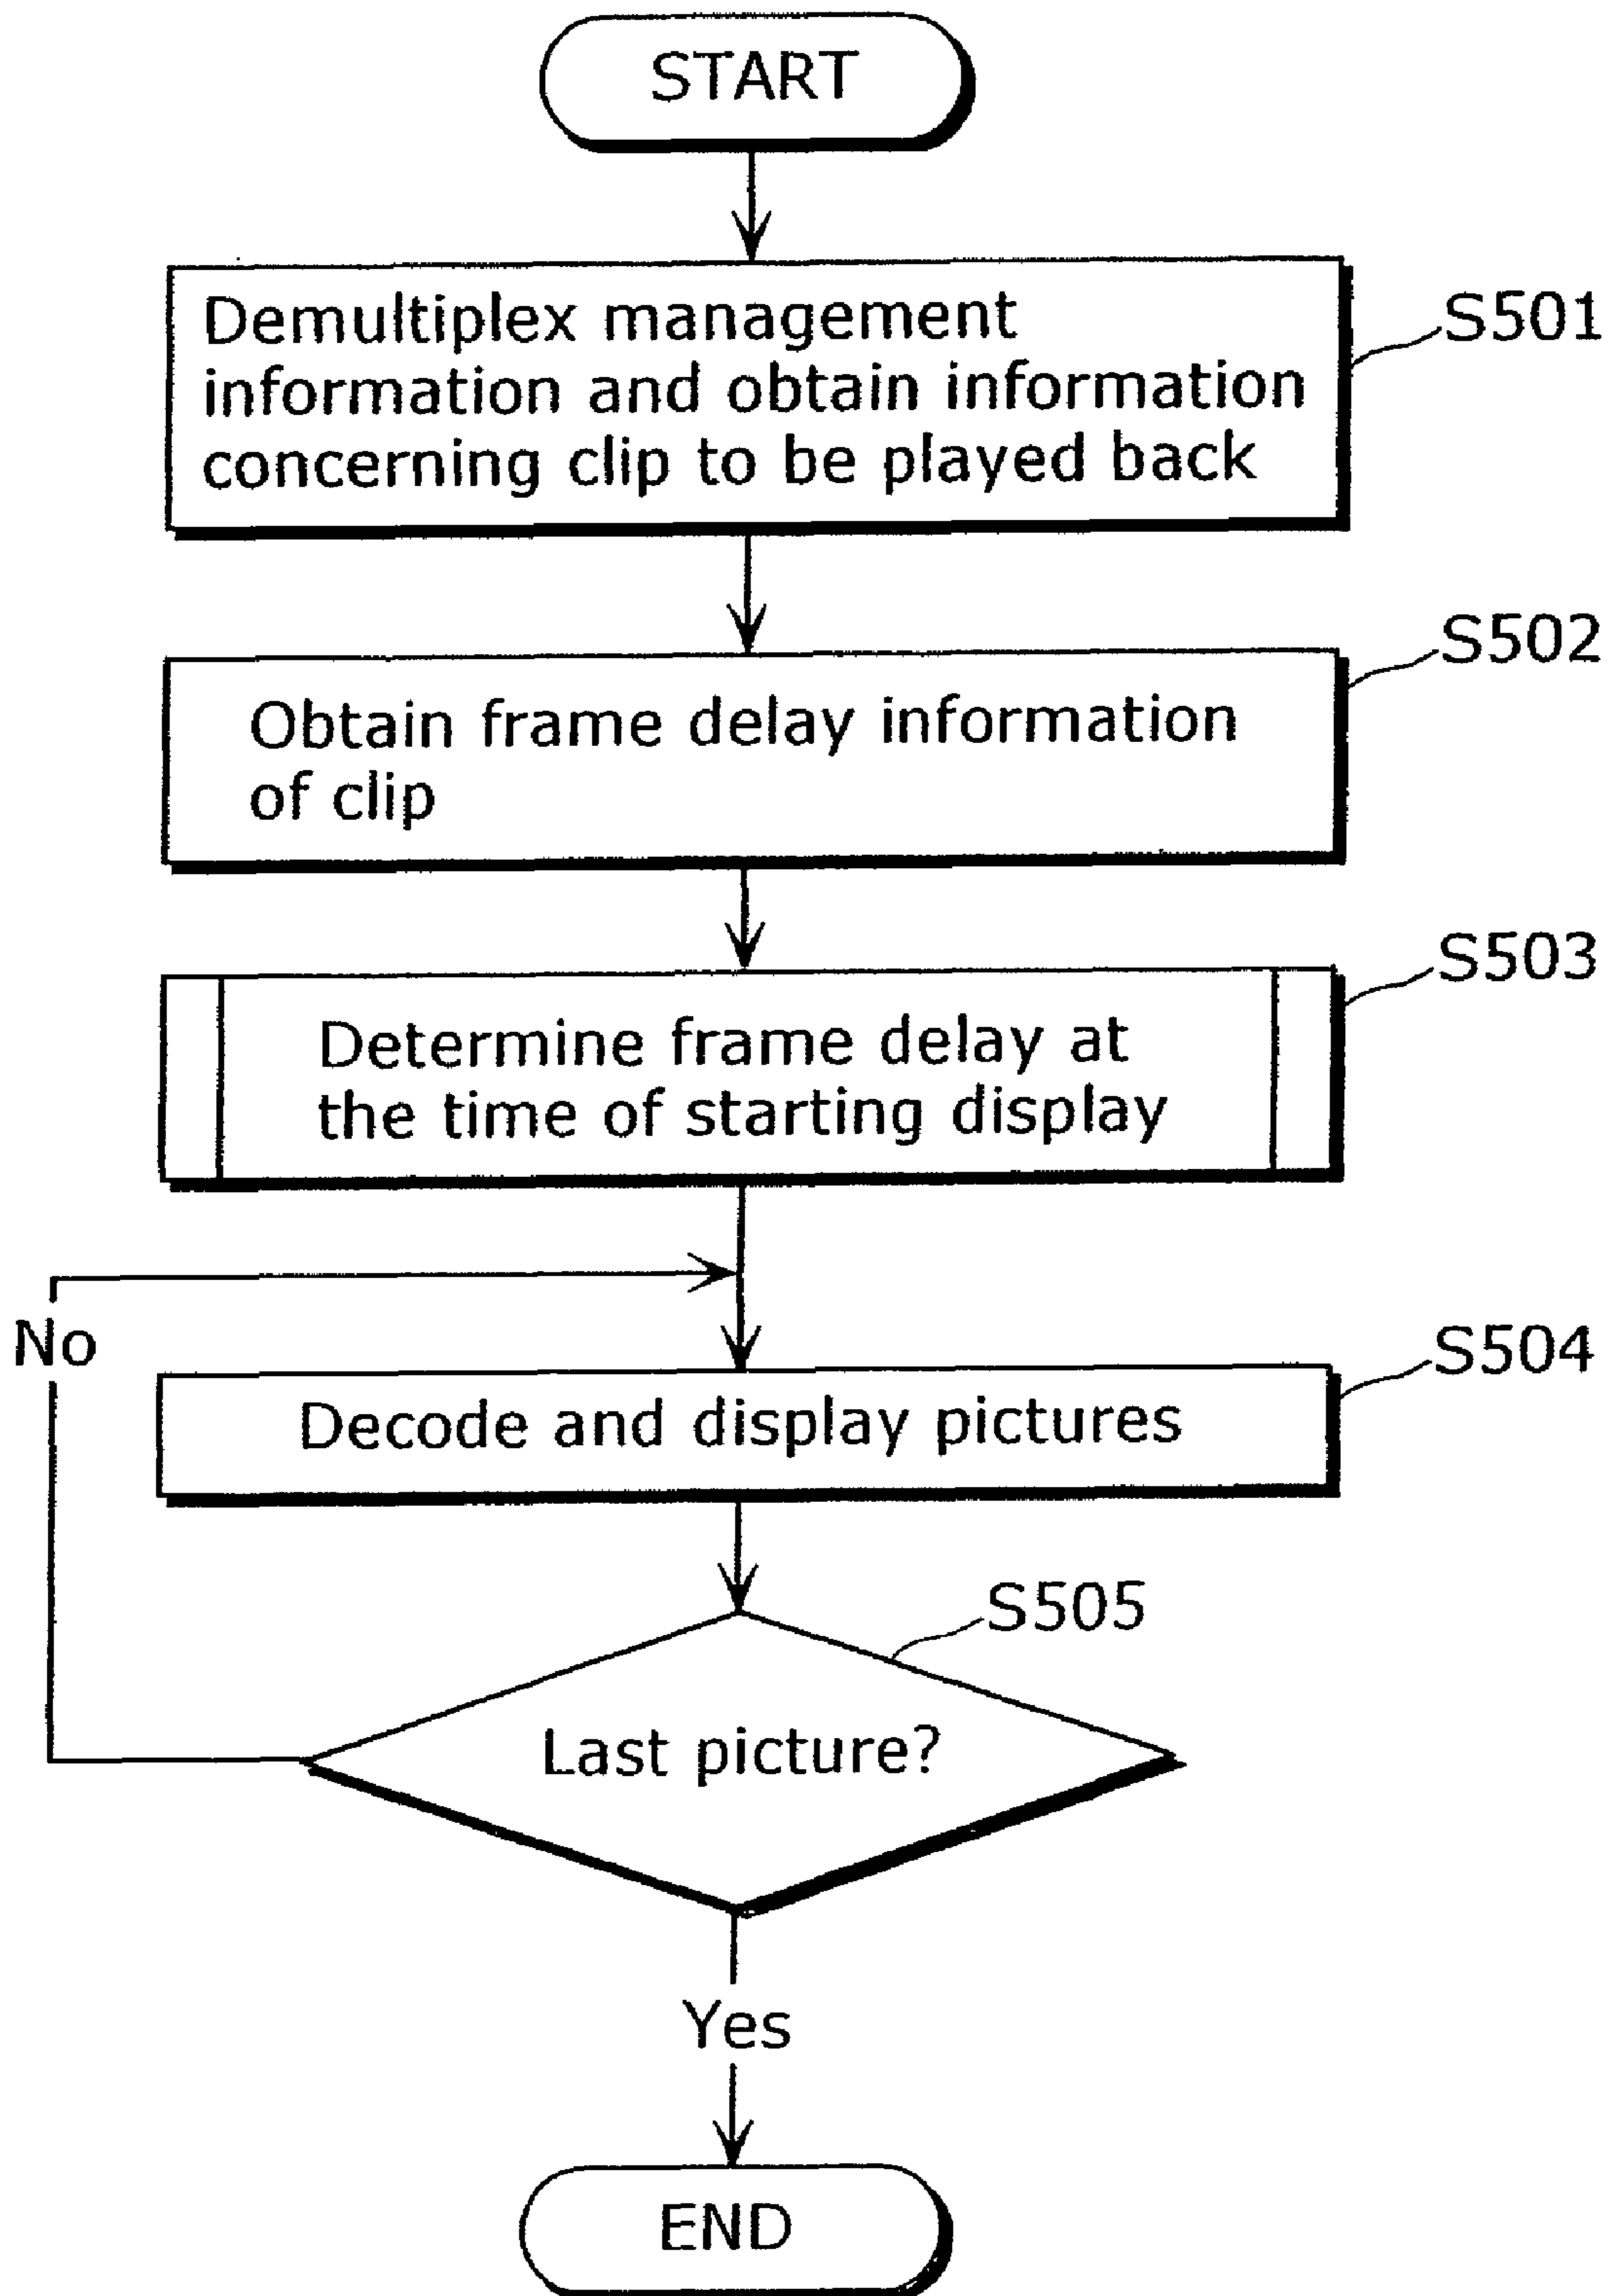 START
Demultiplex management
information and obtain information
concerning clip to be played back
S501
Obtain frame delay information
of clip
S502
Determine frame delay at
the time of starting display
S503
No
Decode and display pictures
S504
Last picture?
S505
Yes
END